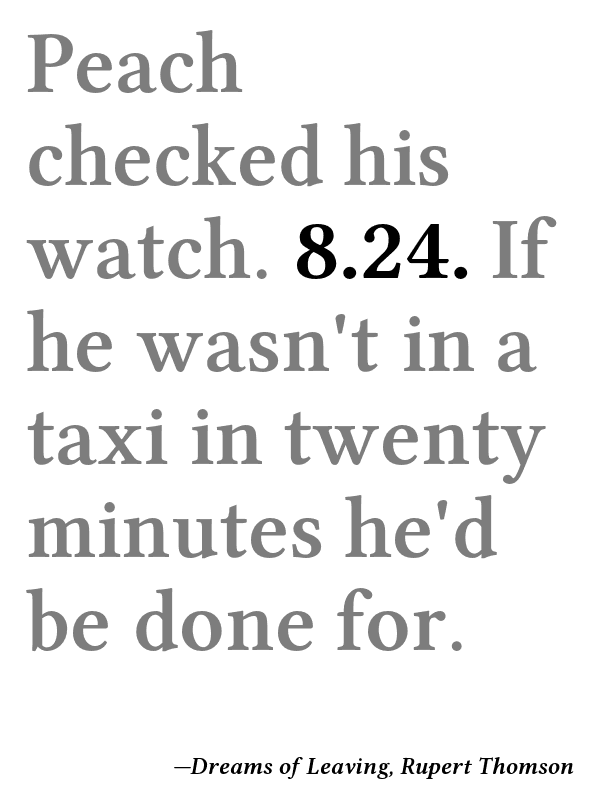 Peach
checked his
watch. 8.24. If
he wasn't in a
taxi in twenty
minutes he'd
be done for.
—Dreams of Leaving, Rupert Thomson